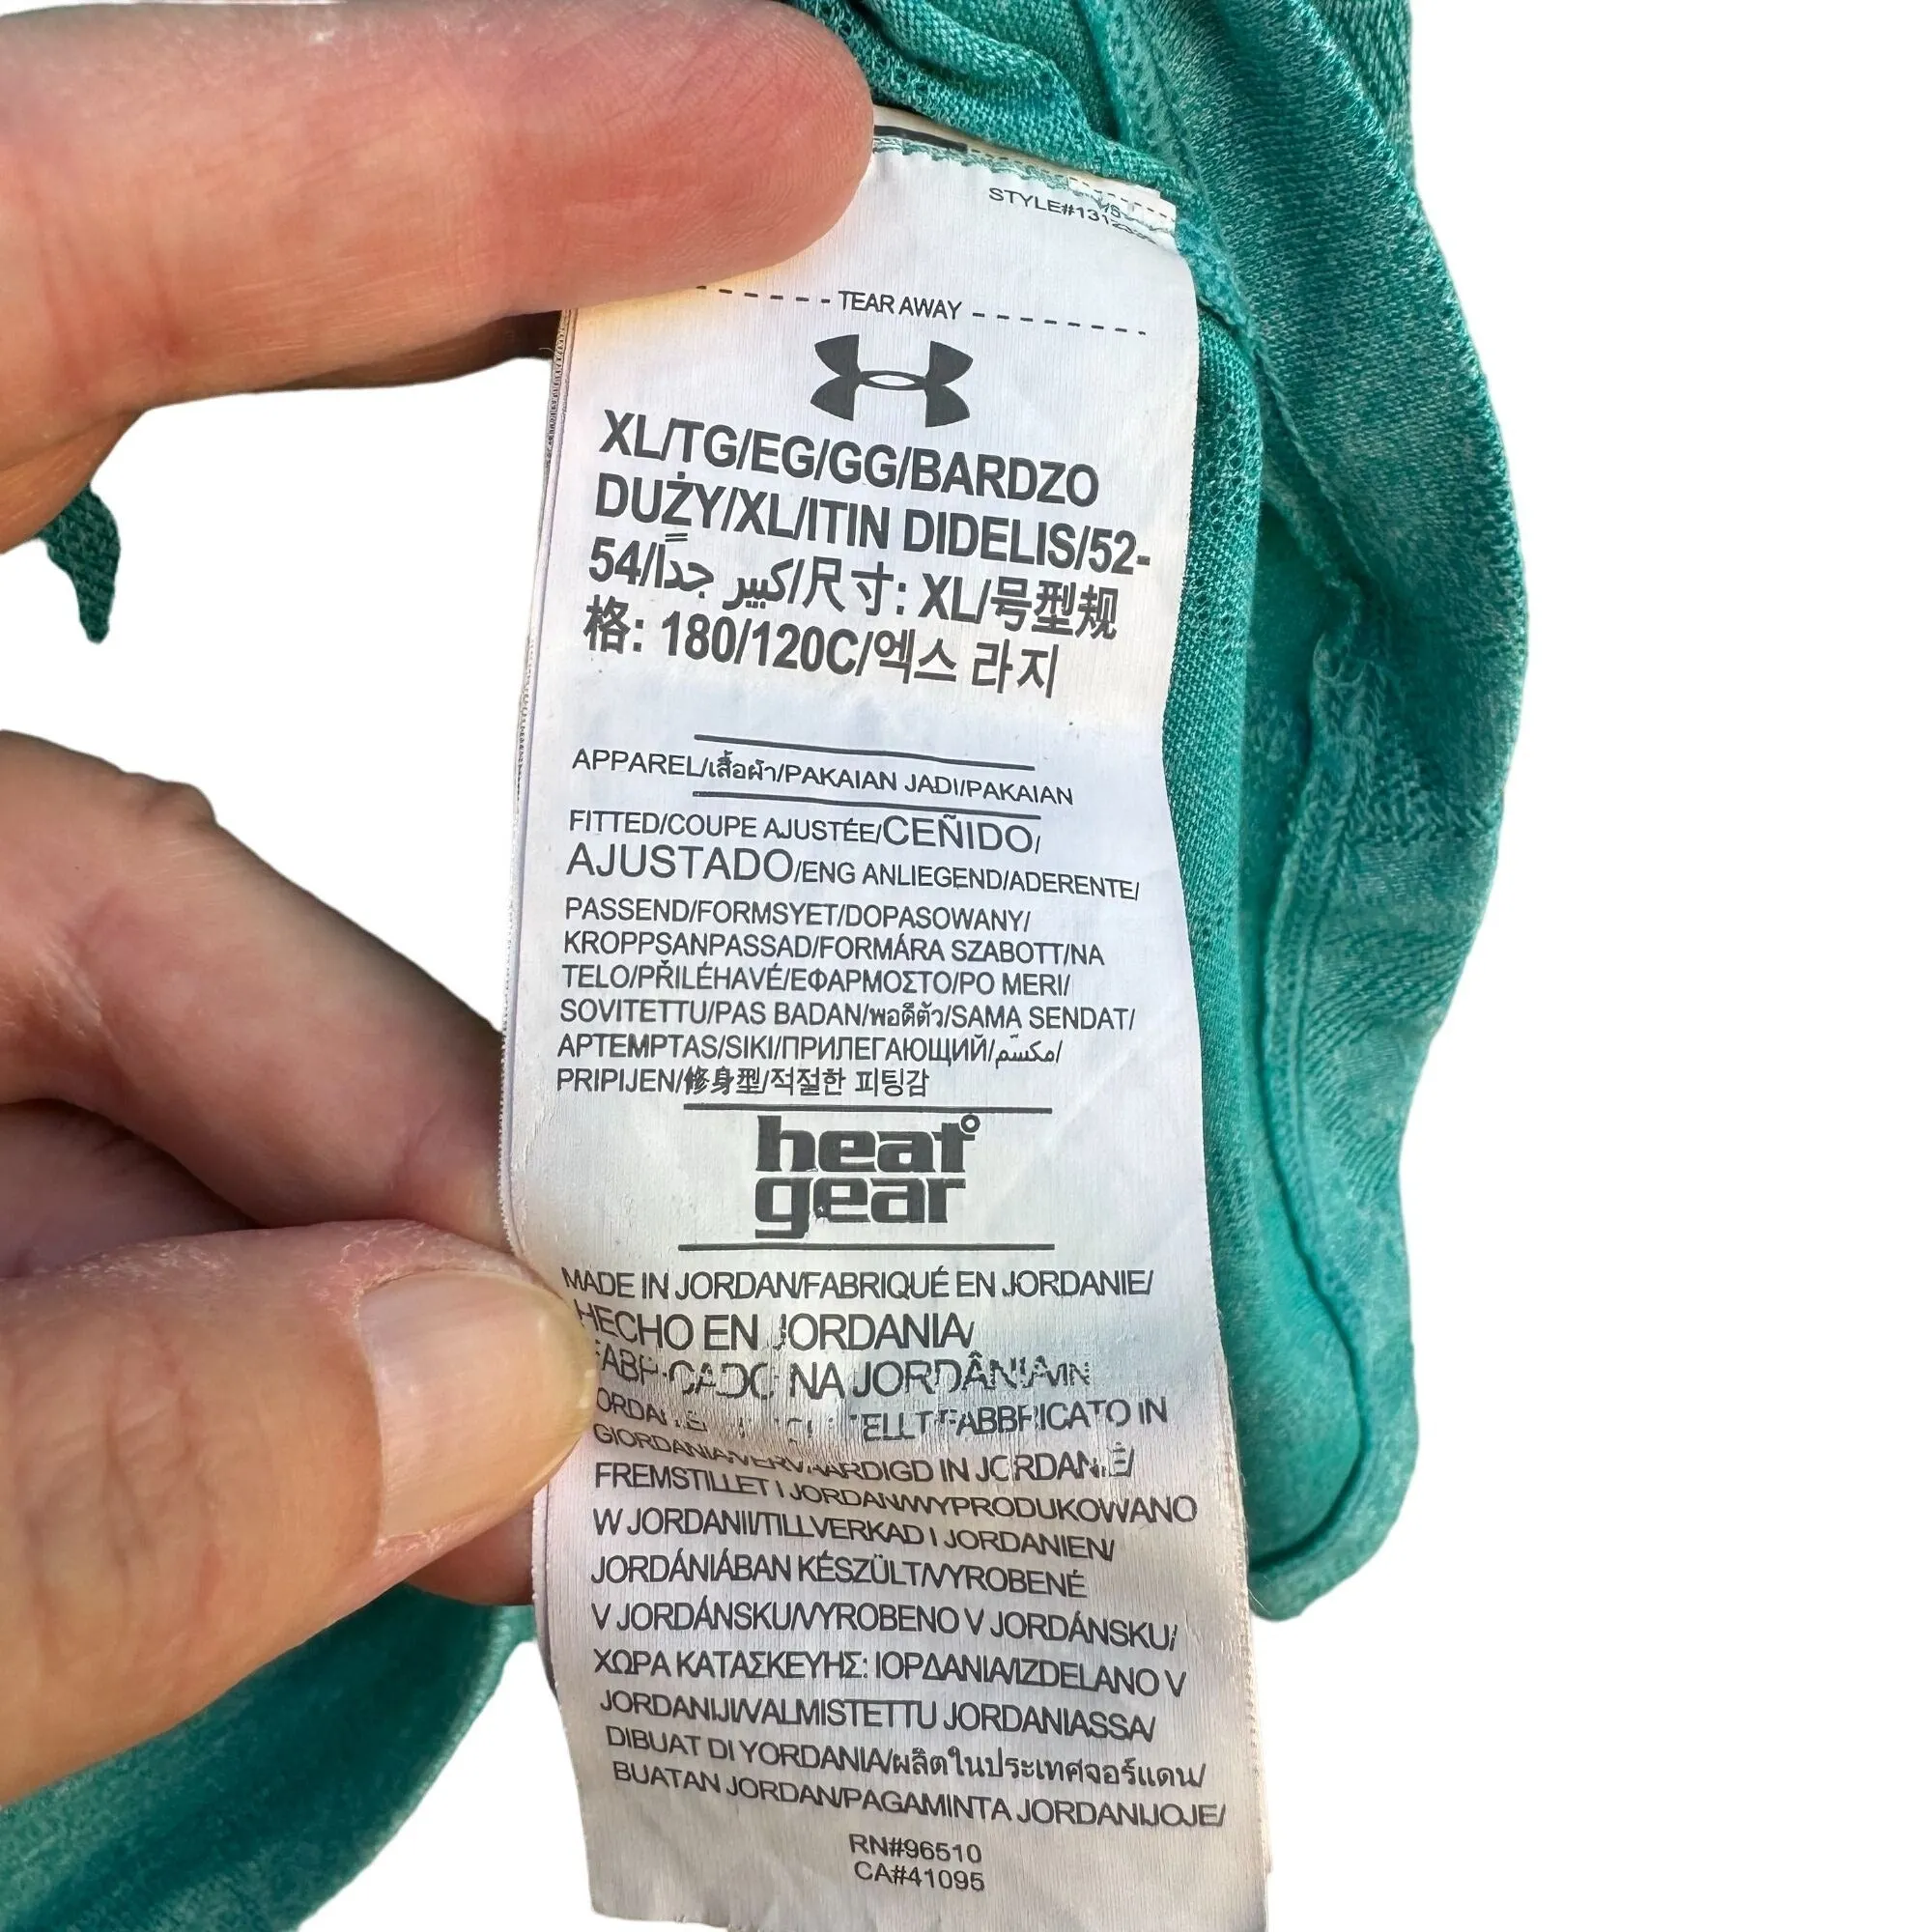 TEAR AWAY
XL/TG/EG/GG/BARDZO
DUŻY/XL/ITIN DIDELIS/52-
54/كبير جدًا/尺寸: XL/号型规
格: 180/120C/엑스 라지
APPAREL/เสื้อผ้า/PAKAIAN JADI/PAKAIAN
FITTED/COUPE AJUSTÉE/CEÑIDO/
AJUSTADO/ENG ANLIEGEND/ADERENTE/
PASSEND/FORMSYET/DOPASOWANY/
KROPPSANPASSAD/FORMÁRA SZABOTT/NA
TELO/PŘILÉHAVÉ/ΕΦΑΡΜΟΣΤΟ/PO MERI/
SOVITETTU/PAS BADAN/พอดีตัว/SAMA SENDAT/
APTEMPTAS/SIKI/ПРИЛЕГАЮЩИЙ/مكسّم/
PRIPIJEN/修身型/적절한 피팅감
heat gear
MADE IN JORDAN/FABRIQUÉ EN JORDANIE/
HECHO EN JORDANIA/
NA JORDÂNIA/IN
FABBRICATO IN
GIORDANIA/VERVAARDIGD IN JORDANIË/
FREMSTILLET I JORDAN/WYPRODUKOWANO
W JORDANII/TILLVERKAD I JORDANIEN/
JORDÁNIÁBAN KÉSZÜLT/VYROBENÉ
V JORDÁNSKU/VYROBENO V JORDÁNSKU/
ΧΩΡΑ ΚΑΤΑΣΚΕΥΗΣ: ΙΟΡΔΑΝΙΑ/IZDELANO V
JORDANIJI/VALMISTETTU JORDANIASSA/
DIBUAT DI YORDANIA/ผลิตในประเทศจอร์แดน/
BUATAN JORDAN/PAGAMINTA JORDANIJOJE/
RN#96510
CA#41095